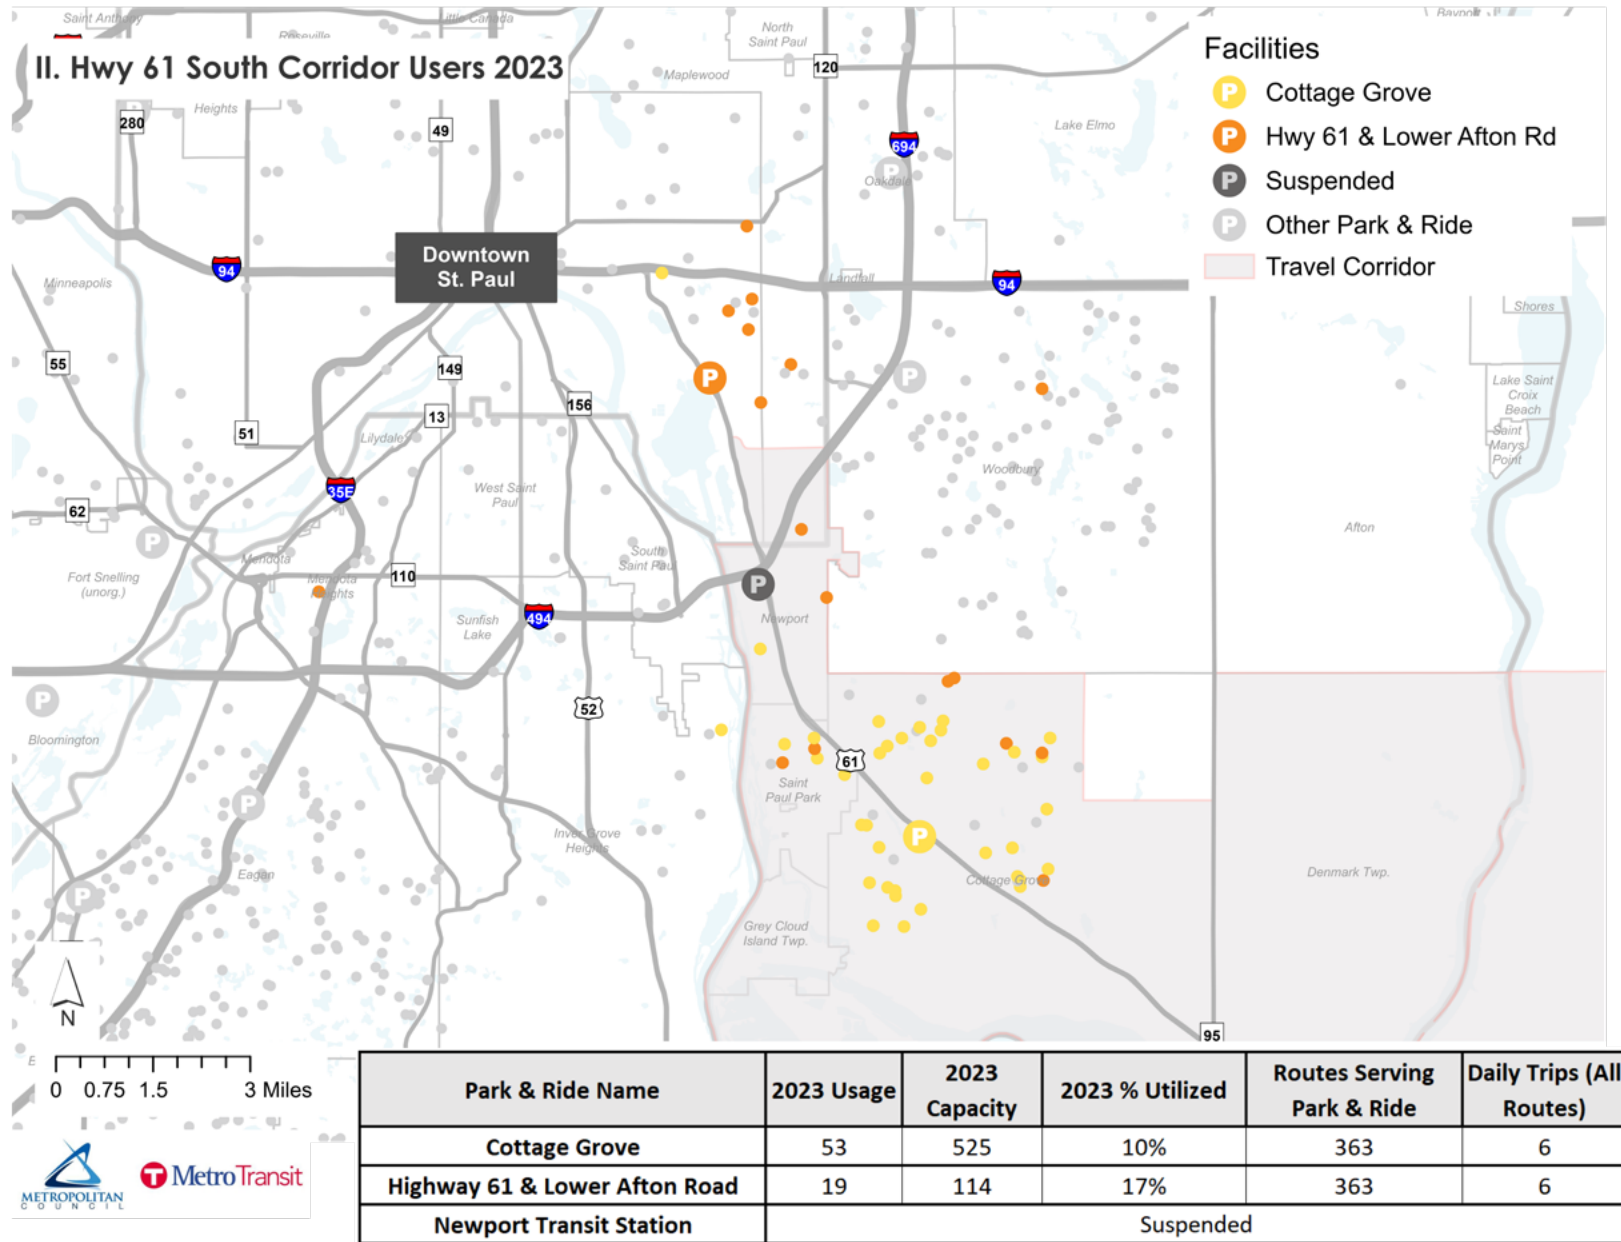 Saint Anthony
Little Canada
Roseville
North
Saint Paul
Bayport
II. Hwy 61 South Corridor Users 2023
Maplewood
120
Heights
280
49
694
Lake Elmo
Oakdale
Facilities
P Cottage Grove
P Hwy 61 & Lower Afton Rd
P Suspended
P Other Park & Ride
Travel Corridor
Downtown
St. Paul
94
Minneapolis
Landfall
94
Shores
55
149
P
P
Lake Saint
Croix
Beach
13
156
51
Lilydale
Saint
Marys
Point
Woodbury
35E
West Saint
Paul
62
Afton
P
Mendota
South
Saint Paul
Fort Snelling
(unorg.)
Mendota
Heights
110
P
494
Sunfish
Lake
Newport
P
52
Bloomington
61
Saint
Paul Park
P
P
Inver Grove
Heights
Eagan
Cottage Grove
Denmark Twp.
P
Grey Cloud
Island Twp.
N
95
0 0.75 1.5 3 Miles
Park & Ride Name 2023 Usage 2023 Capacity 2023 % Utilized Routes Serving Park & Ride Daily Trips (All Routes)
Cottage Grove 53 525 10% 363 6
Highway 61 & Lower Afton Road 19 114 17% 363 6
Newport Transit Station Suspended
METROPOLITAN
COUNCIL
T MetroTransit